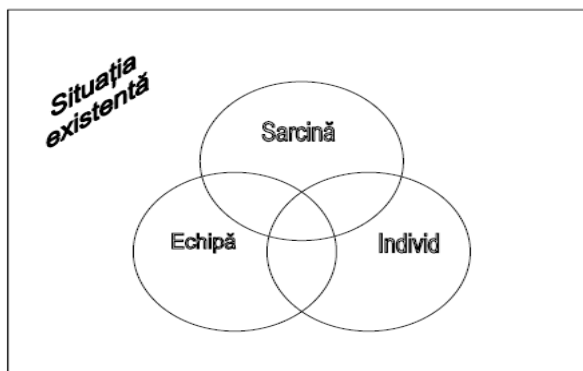 Situația
existentă
Sarcină
Echipă
Individ